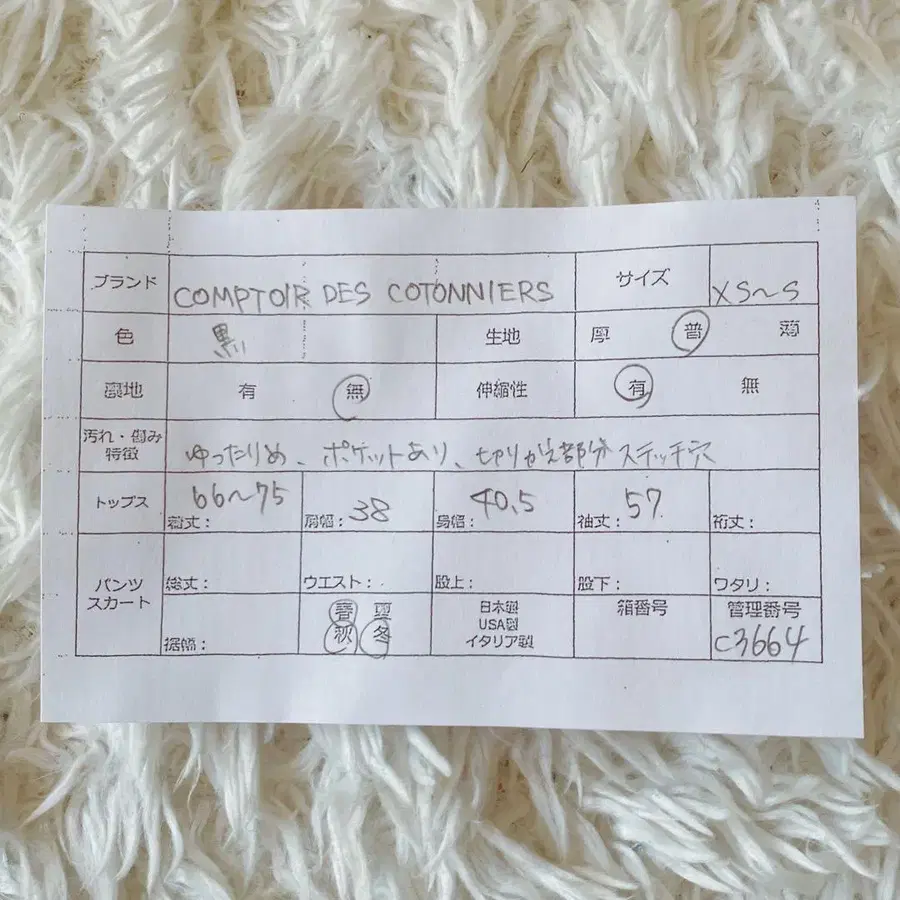 ブランド COMPTOIR DES COTONNIERS サイズ XS〜S
色 黒 生地 厚 普 薄
裏地 有 無 伸縮性 有 無
汚れ・傷み
特徴 ゆったりめ、ポケットあり、切りかえ部分ステッチ穴
トップス 着丈: 66〜75 肩幅: 38 身幅: 40.5 袖丈: 57 裄丈:
パンツ
スカート 総丈: ウエスト: 股上: 股下: ワタリ:
裾幅: 春 夏 秋 冬 日本製 USA製 イタリア製 箱番号 管理番号 C3664